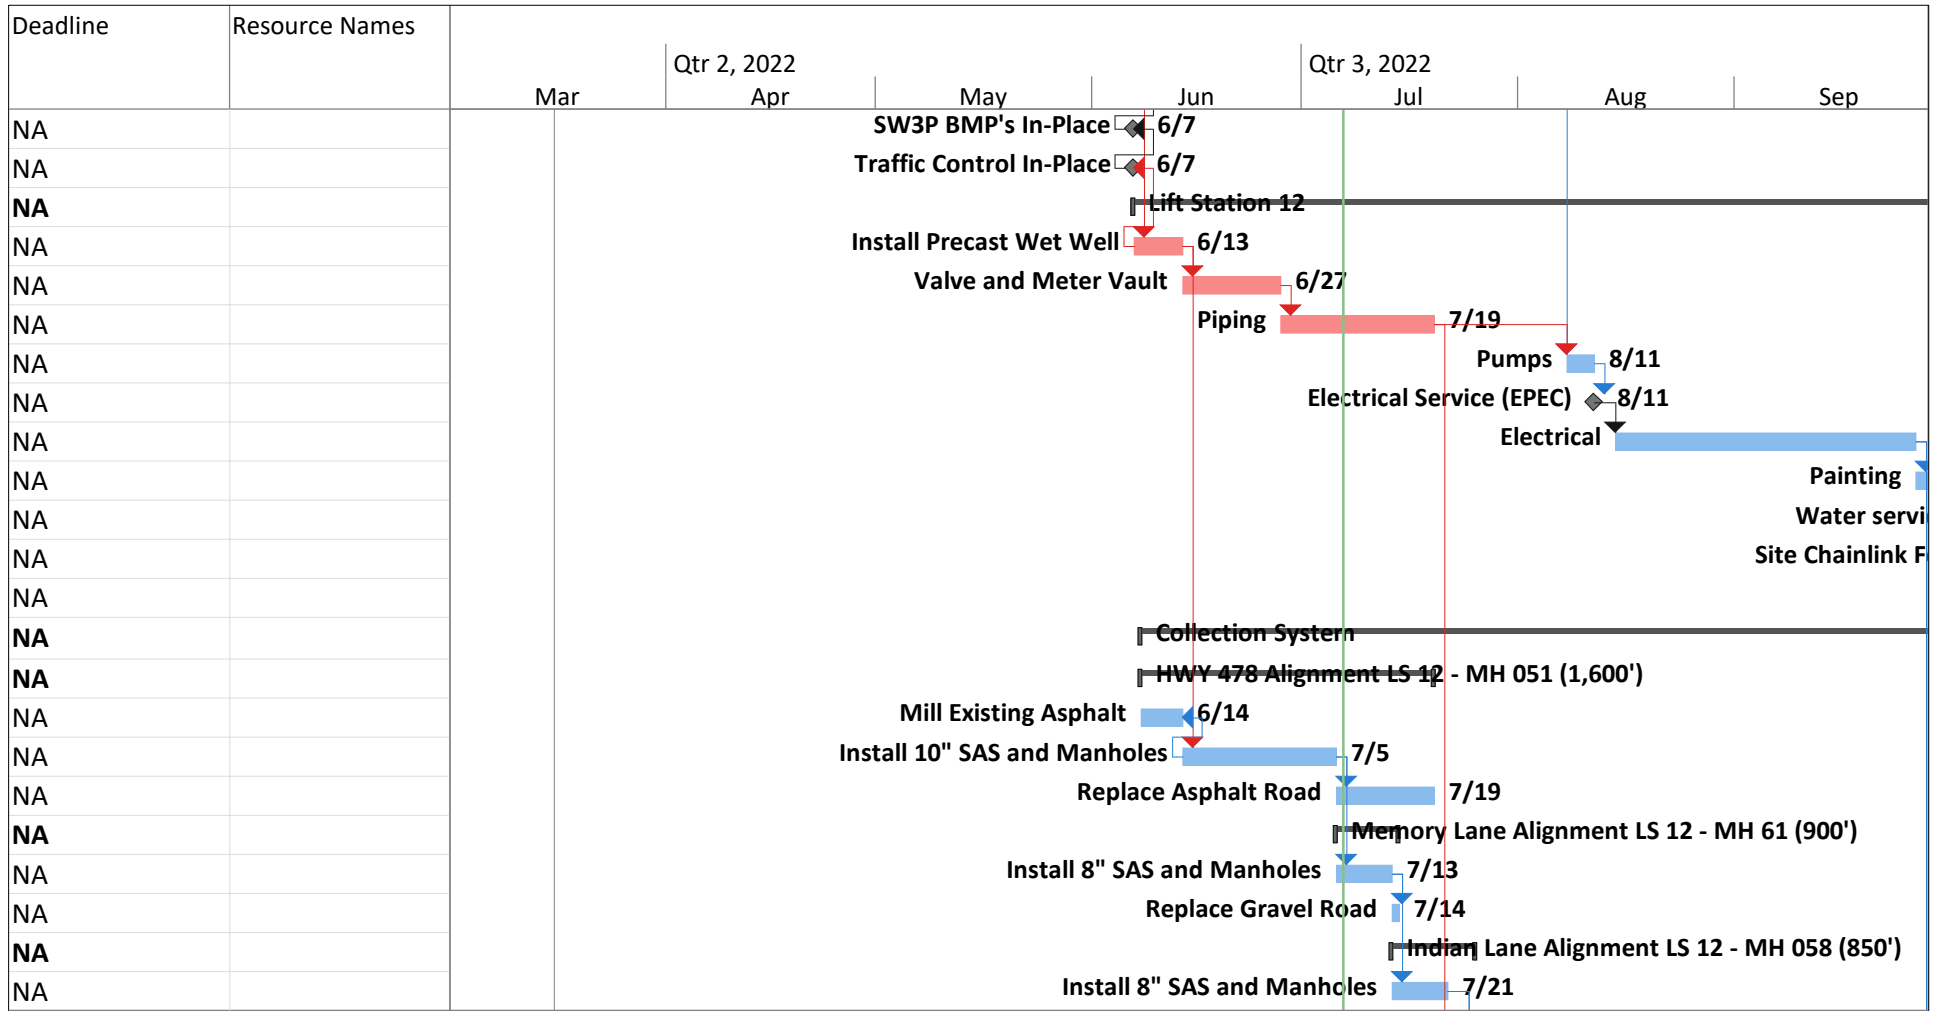 Deadline Resource Names
Qtr 2, 2022 Qtr 3, 2022
Mar Apr May Jun Jul Aug Sep
NA SW3P BMP's In-Place 6/7
NA Traffic Control In-Place 6/7
NA Lift Station 12
NA Install Precast Wet Well 6/13
NA Valve and Meter Vault 6/27
NA Piping 7/19
NA Pumps 8/11
NA Electrical Service (EPEC) 8/11
NA Electrical
NA Painting
NA Water servi
NA Site Chainlink F
NA
NA Collection System
NA HWY 478 Alignment LS 12 - MH 051 (1,600')
NA Mill Existing Asphalt 6/14
NA Install 10" SAS and Manholes 7/5
NA Replace Asphalt Road 7/19
NA Memory Lane Alignment LS 12 - MH 61 (900')
NA Install 8" SAS and Manholes 7/13
NA Replace Gravel Road 7/14
NA Indian Lane Alignment LS 12 - MH 058 (850')
NA Install 8" SAS and Manholes 7/21